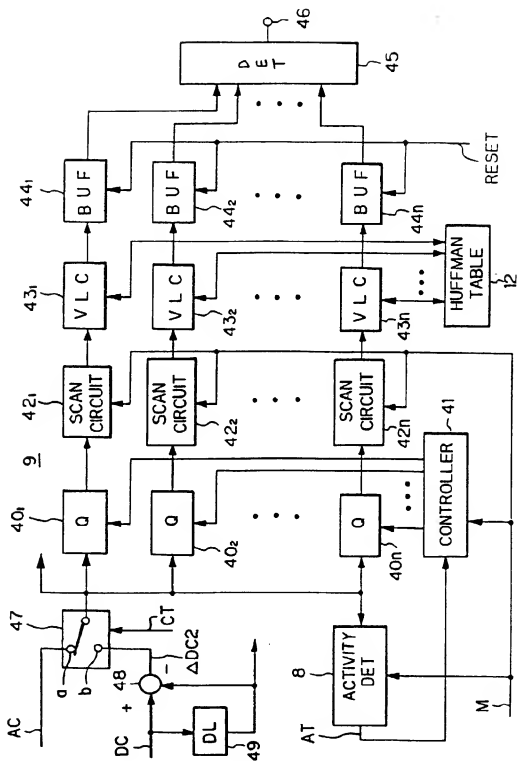 AC
47
a
b
CT
DC
+
48
-
ΔDC2
DL
49
9
40₁
Q
42₁
SCAN
CIRCUIT
43₁
VLC
44₁
BUF
Q
40₂
SCAN
CIRCUIT
42₂
VLC
43₂
BUF
44₂
DET
45
46
Q
40n
SCAN
CIRCUIT
42n
VLC
43n
BUF
44n
RESET
8
ACTIVITY
DET
AT
M
CONTROLLER
41
HUFFMAN
TABLE
12